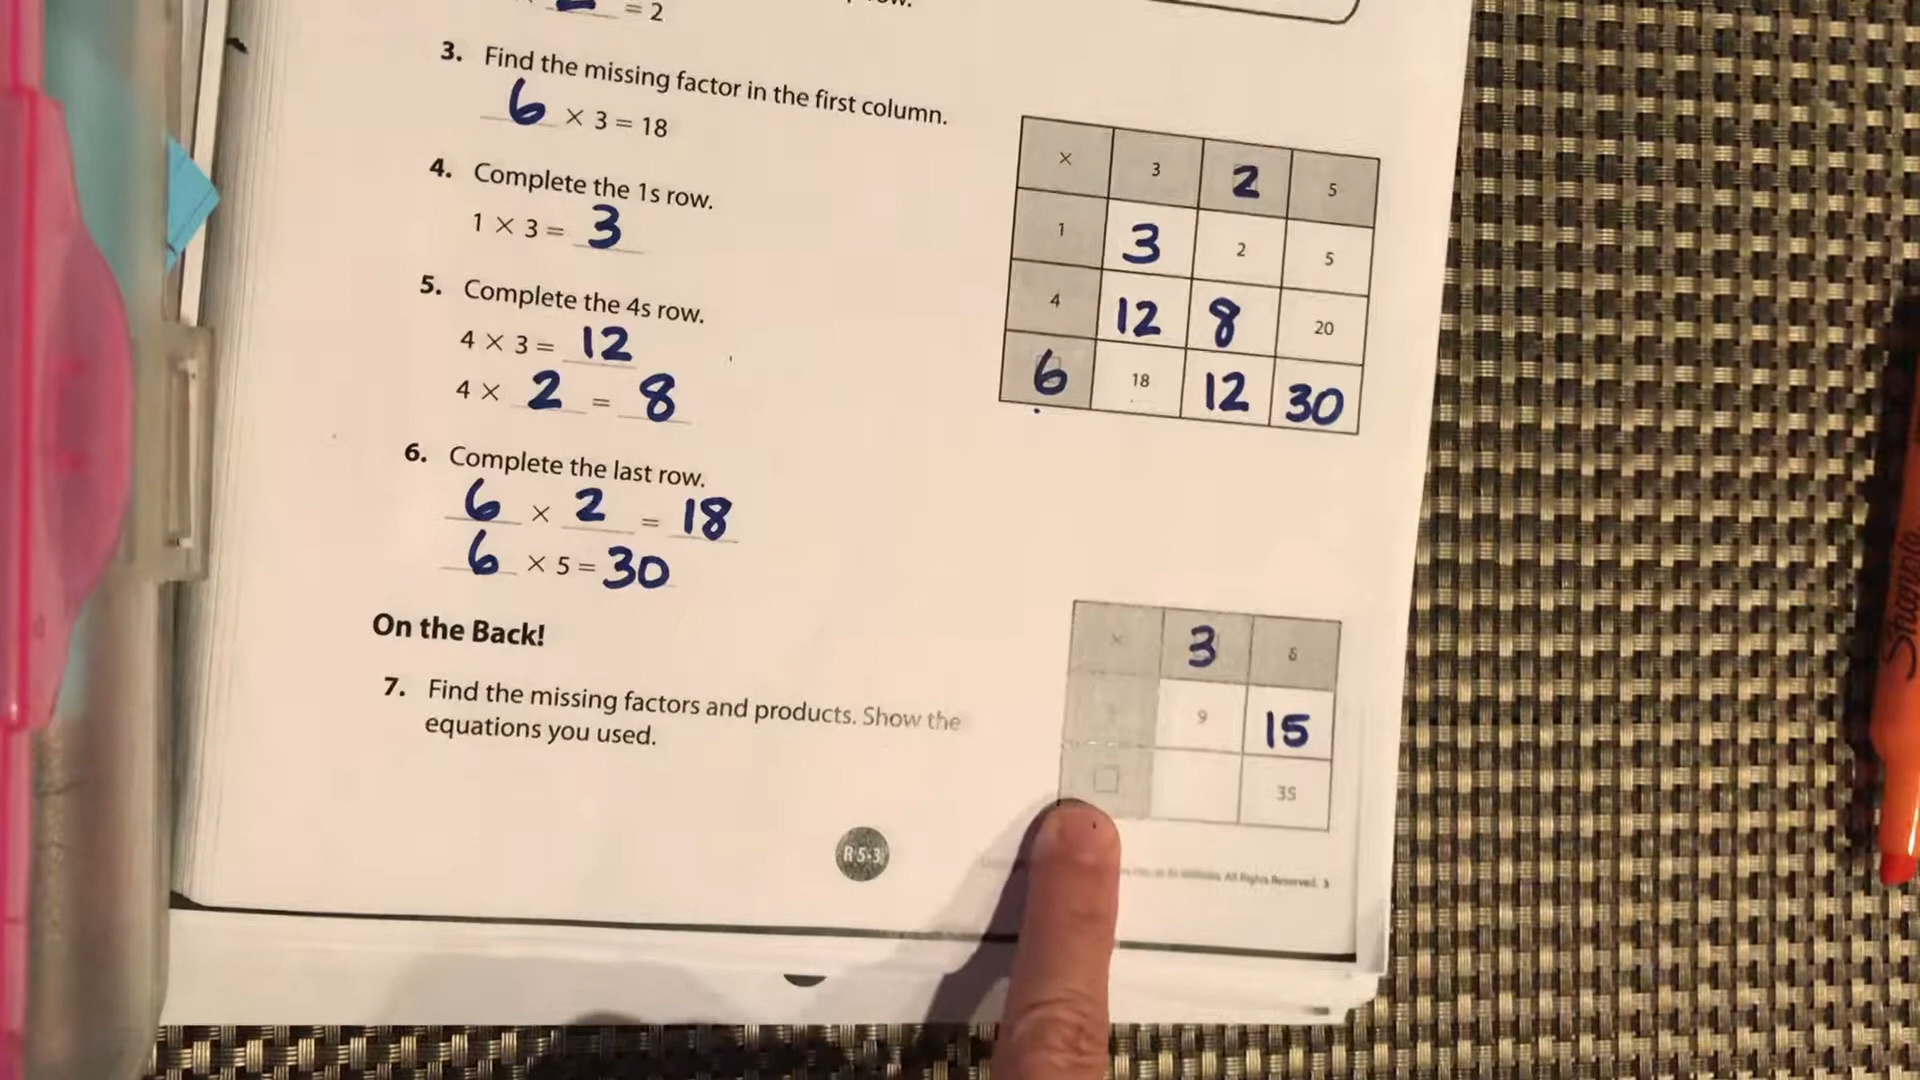 = 2
3. Find the missing factor in the first column.
6 × 3 = 18
4. Complete the 1s row.
1 × 3 = 3
5. Complete the 4s row.
4 × 3 = 12
4 × 2 = 8
6. Complete the last row.
6 × 2 = 18
6 × 5 = 30
× 3 2 5
1 3 2 5
4 12 8 20
6 18 12 30
On the Back!
7. Find the missing factors and products. Show the
equations you used.
× 3
9 15
35
R 5·3
All Rights Reserved. 3
Sharpie